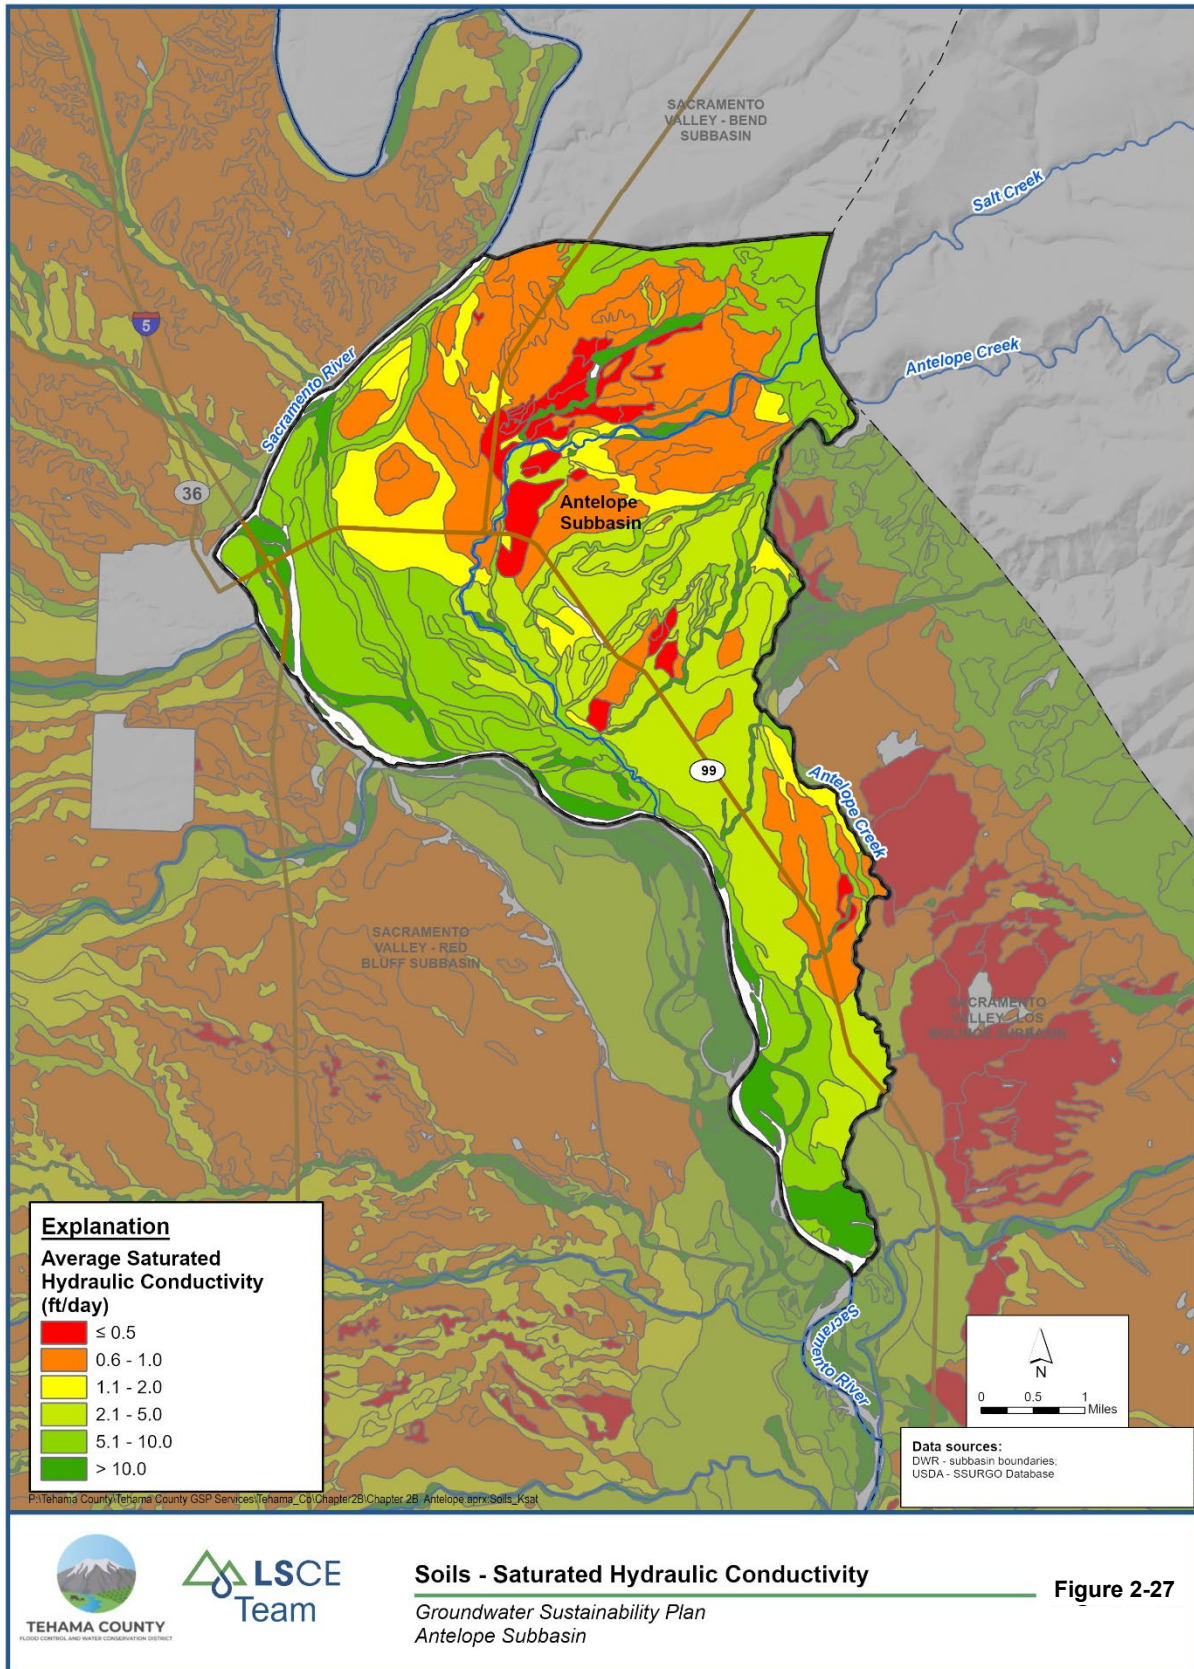 SACRAMENTO
VALLEY - BEND
SUBBASIN
Salt Creek
Antelope Creek
5
Sacramento River
36
Antelope
Subbasin
99
Antelope
Creek
SACRAMENTO
VALLEY - RED
BLUFF SUBBASIN
SACRAMENTO
VALLEY - LOS
MOLINOS SUBBASIN
Sacramento River
Explanation
Average Saturated
Hydraulic Conductivity
(ft/day)
≤ 0.5
0.6 - 1.0
1.1 - 2.0
2.1 - 5.0
5.1 - 10.0
> 10.0
N
0 0.5 1
Miles
Data sources:
DWR - subbasin boundaries;
USDA - SSURGO Database
P:\Tehama County\Tehama County GSP Services\Tehama_Co\Chapter2B\Chapter 2B Antelope.aprx:Soils_Ksat
TEHAMA COUNTY
FLOOD CONTROL AND WATER CONSERVATION DISTRICT
LSCE
Team
Soils - Saturated Hydraulic Conductivity
Groundwater Sustainability Plan
Antelope Subbasin
Figure 2-27